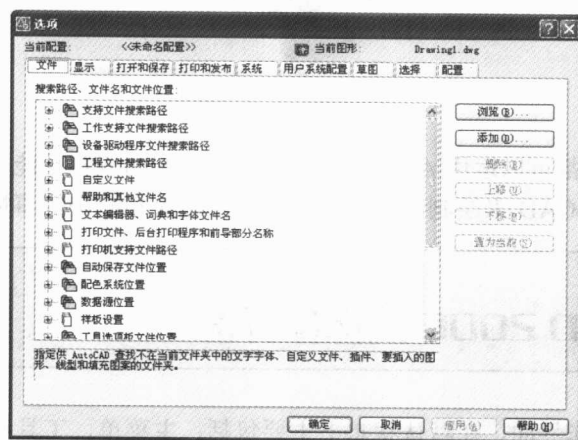 选项
当前配置: <<未命名配置>> 当前图形: Drawing1.dwg
文件 显示 打开和保存 打印和发布 系统 用户系统配置 草图 选择 配置
搜索路径、文件名和文件位置:
支持文件搜索路径
工作支持文件搜索路径
设备驱动程序文件搜索路径
工程文件搜索路径
自定义文件
帮助和其他文件名
文本编辑器、词典和字体文件名
打印文件、后台打印程序和前导部分名称
打印机支持文件路径
自动保存文件位置
配色系统位置
数据源位置
样板设置
工具选项板文件位置
浏览(B)...
添加(D)...
删除(R)
上移(U)
下移(O)
置为当前(C)
指定供 AutoCAD 查找不在当前文件夹中的文字字体、自定义文件、插件、要插入的图
形、线型和填充图案的文件夹。
确定 取消 应用(A) 帮助(H)